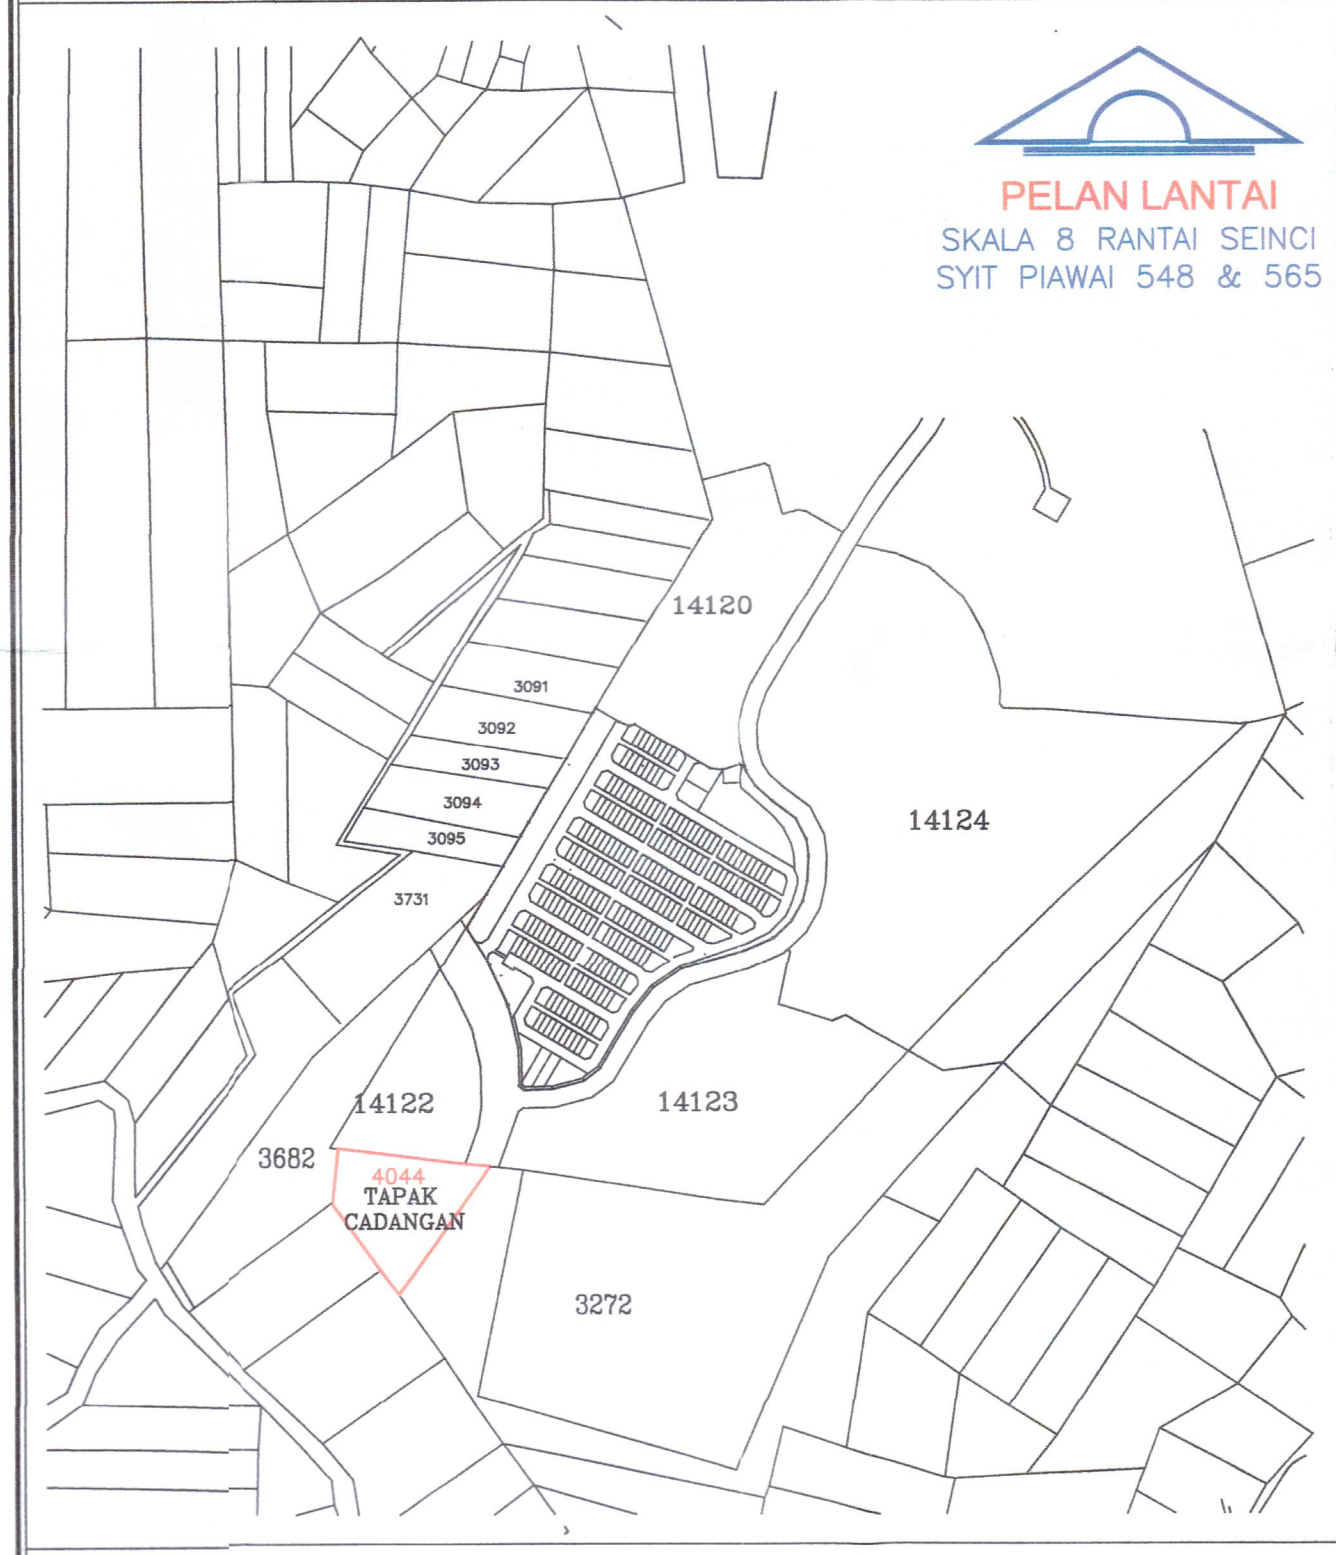 PELAN LANTAI
SKALA 8 RANTAI SEINCI
SYIT PIAWAI 548 & 565
14120
3091
3092
3093
3094
3095
14124
3731
14122
14123
3682
4044
TAPAK
CADANGAN
3272